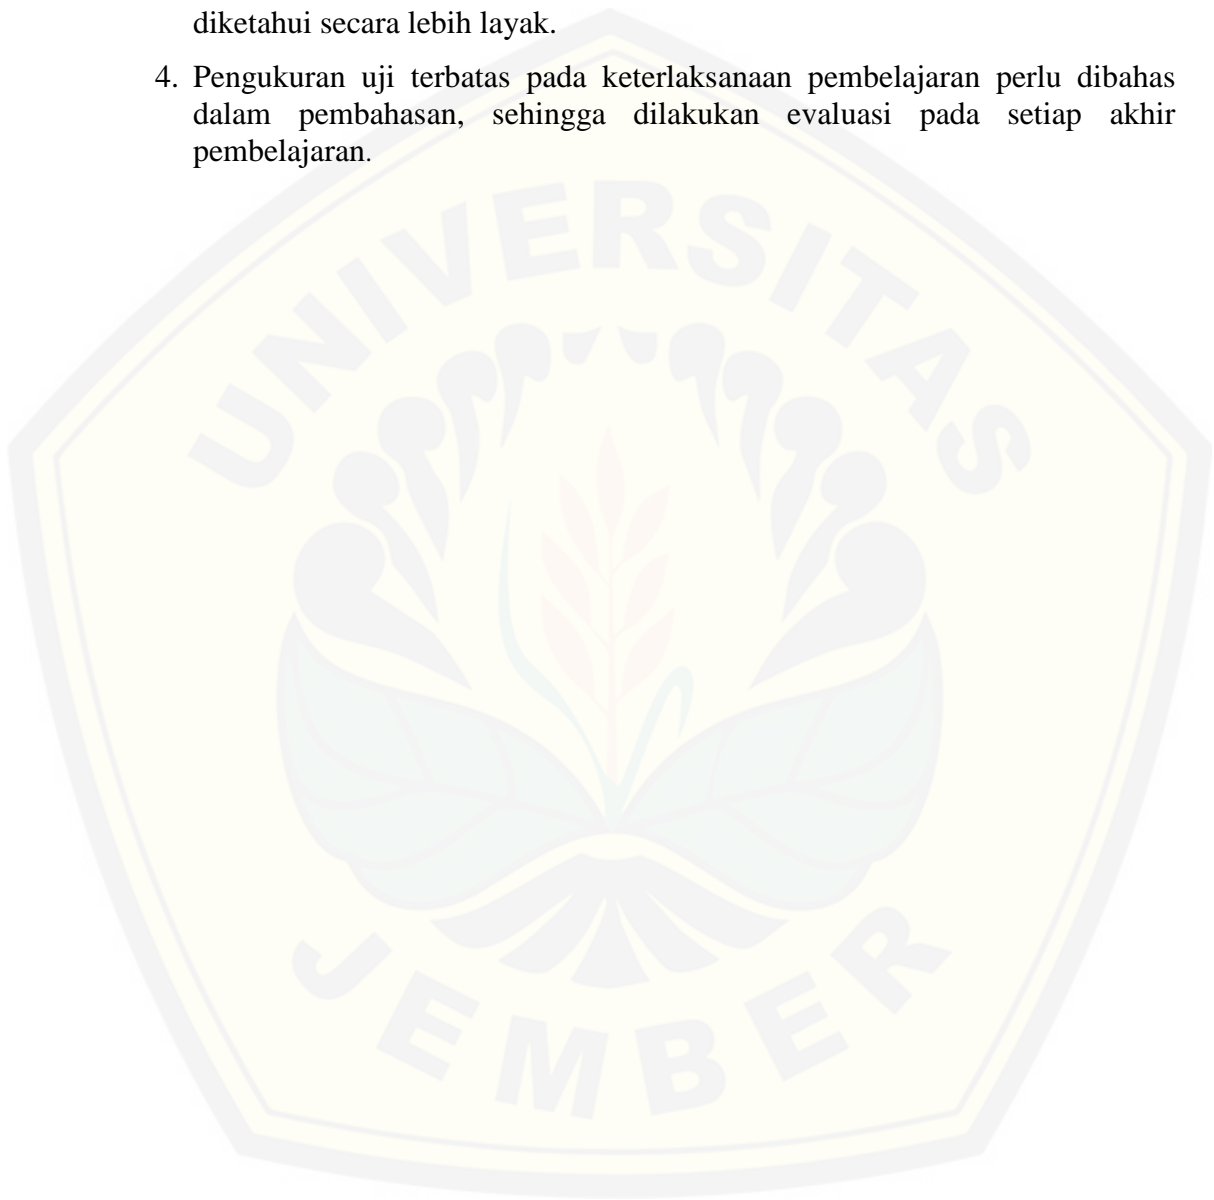 diketahui secara lebih layak.
4. Pengukuran uji terbatas pada keterlaksanaan pembelajaran perlu dibahas
dalam pembahasan, sehingga dilakukan evaluasi pada setiap akhir
pembelajaran.
UNIVERSITAS
JEMBER